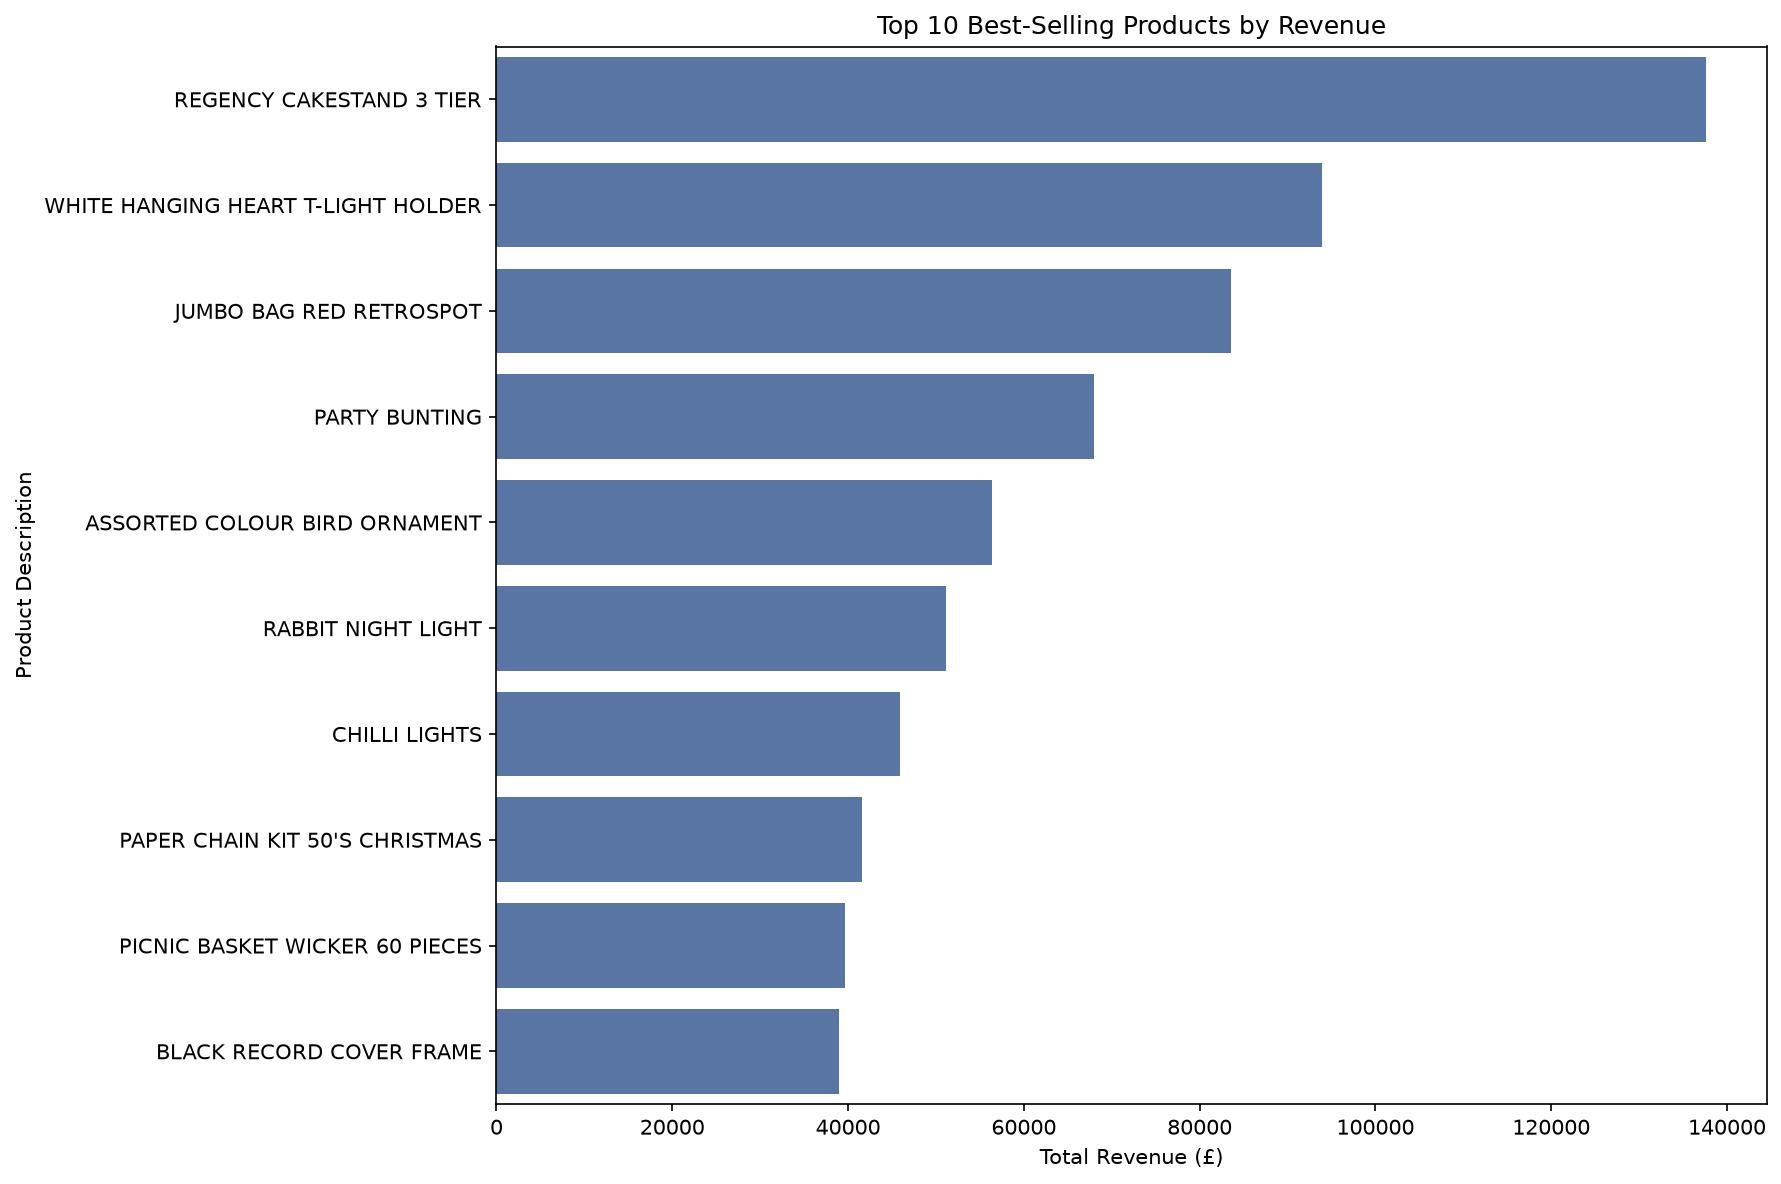 Top 10 Best-Selling Products by Revenue
REGENCY CAKESTAND 3 TIER
WHITE HANGING HEART T-LIGHT HOLDER
JUMBO BAG RED RETROSPOT
PARTY BUNTING
ASSORTED COLOUR BIRD ORNAMENT
RABBIT NIGHT LIGHT
CHILLI LIGHTS
PAPER CHAIN KIT 50'S CHRISTMAS
PICNIC BASKET WICKER 60 PIECES
BLACK RECORD COVER FRAME
Product Description
0 20000 40000 60000 80000 100000 120000 140000
Total Revenue (£)